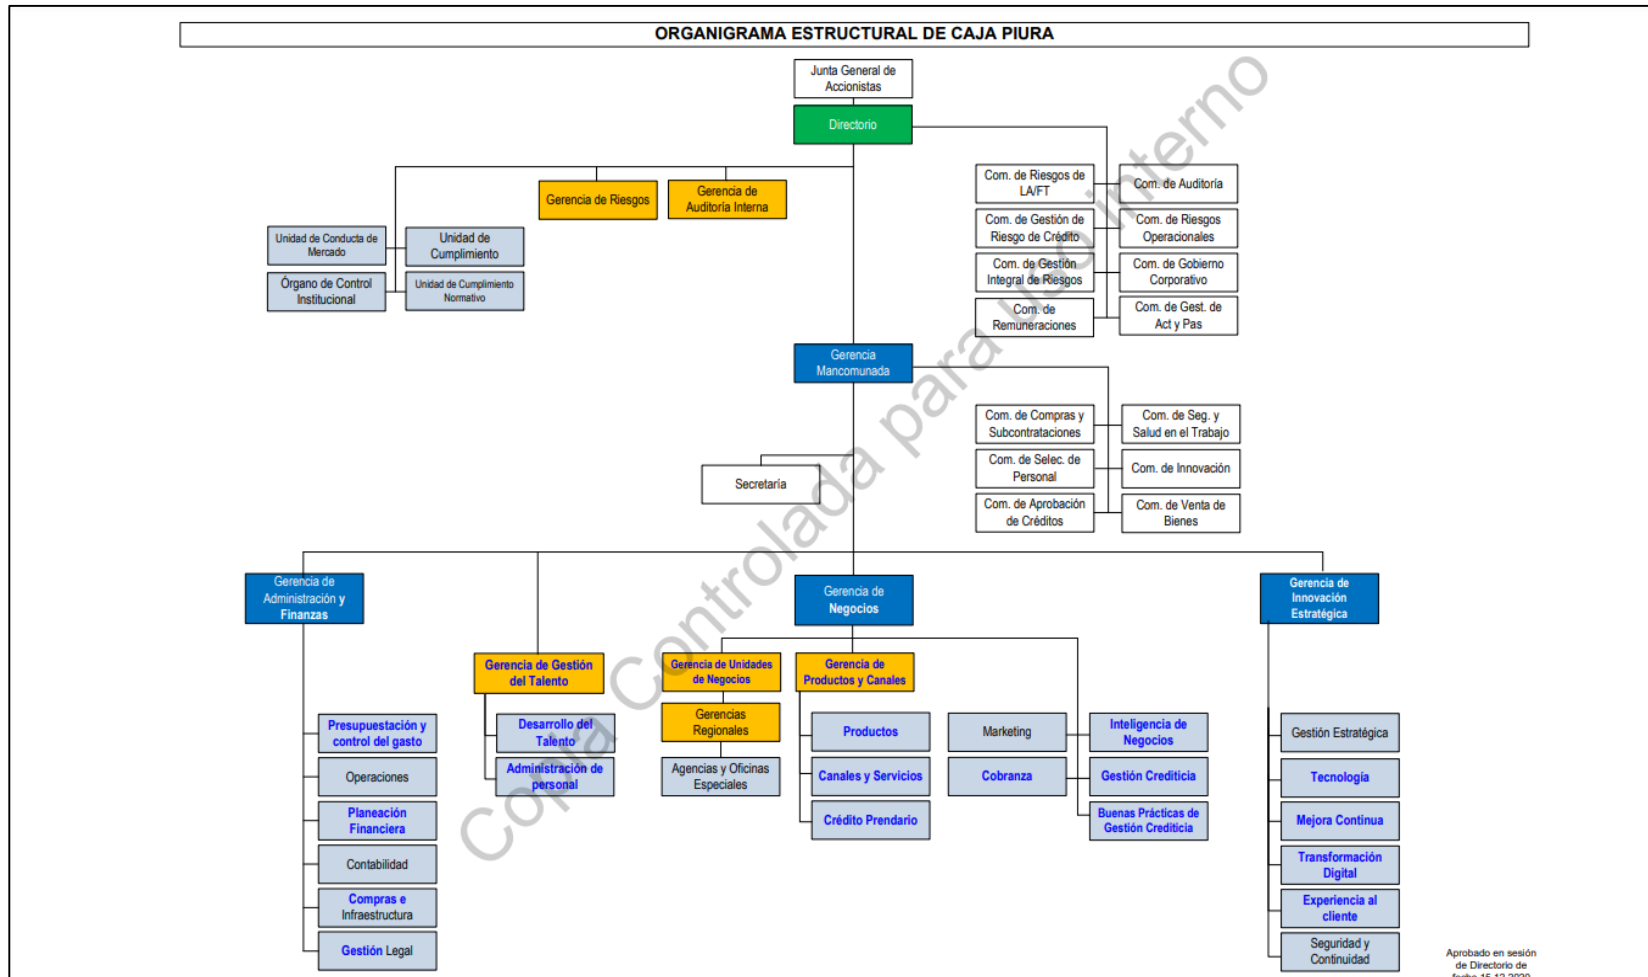 ORGANIGRAMA ESTRUCTURAL DE CAJA PIURA
Junta General de
Accionistas
Directorio
Gerencia de Riesgos
Gerencia de
Auditoría Interna
Unidad de Conducta de
Mercado
Unidad de
Cumplimiento
Órgano de Control
Institucional
Unidad de Cumplimiento
Normativo
Com. de Riesgos de
LA/FT
Com. de Auditoría
Com. de Gestión de
Riesgo de Crédito
Com. de Riesgos
Operacionales
Com. de Gestión
Integral de Riesgos
Com. de Gobierno
Corporativo
Com. de
Remuneraciones
Com. de Gest. de
Act y Pas
Gerencia
Mancomunada
Com. de Compras y
Subcontrataciones
Com. de Seg. y
Salud en el Trabajo
Com. de Selec. de
Personal
Com. de Innovación
Com. de Aprobación
de Créditos
Com. de Venta de
Bienes
Secretaría
Gerencia de
Administración y
Finanzas
Presupuestación y
control del gasto
Operaciones
Planeación
Financiera
Contabilidad
Compras e
Infraestructura
Gestión Legal
Gerencia de Gestión
del Talento
Desarrollo del
Talento
Administración de
personal
Gerencia de
Negocios
Gerencia de Unidades
de Negocios
Gerencias
Regionales
Agencias y Oficinas
Especiales
Gerencia de
Productos y Canales
Productos
Canales y Servicios
Crédito Prendario
Marketing
Inteligencia de
Negocios
Cobranza
Gestión Crediticia
Buenas Prácticas de
Gestión Crediticia
Gerencia de
Innovación
Estratégica
Gestión Estratégica
Tecnología
Mejora Continua
Transformación
Digital
Experiencia al
cliente
Seguridad y
Continuidad
Copia Controlada para uso interno
Aprobado en sesión
de Directorio de
fecha 15.12.2020